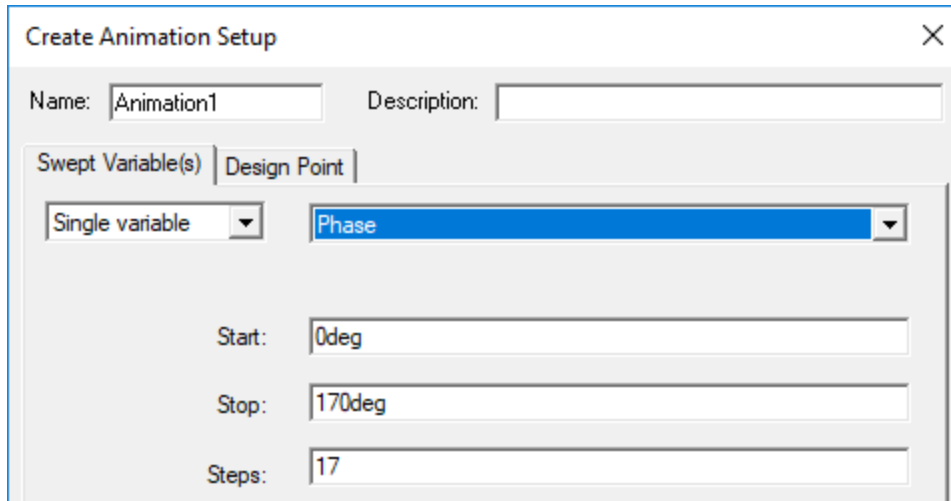 Create Animation Setup
Name: Animation1 Description:
Swept Variable(s) Design Point
Single variable Phase
Start: 0deg
Stop: 170deg
Steps: 17